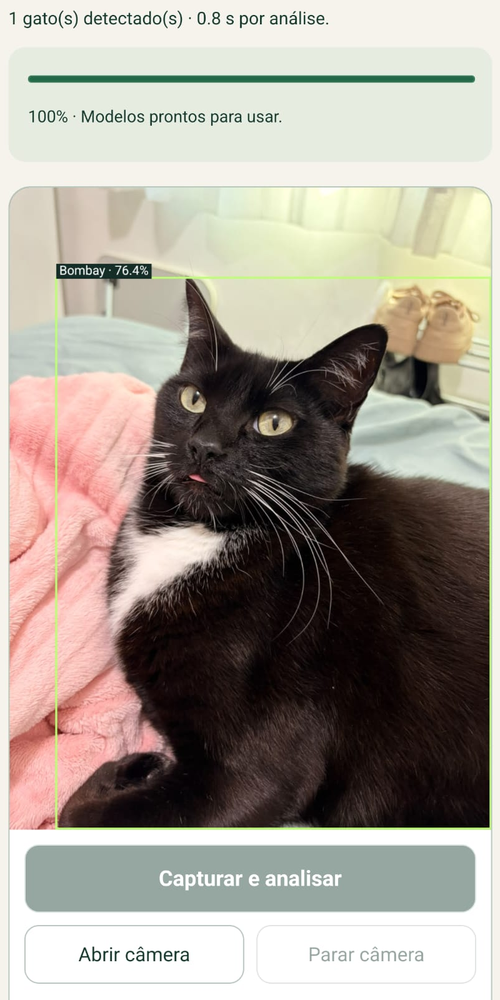 1 gato(s) detectado(s) · 0.8 s por análise.
100% · Modelos prontos para usar.
Bombay · 76.4%
Capturar e analisar
Abrir câmera
Parar câmera